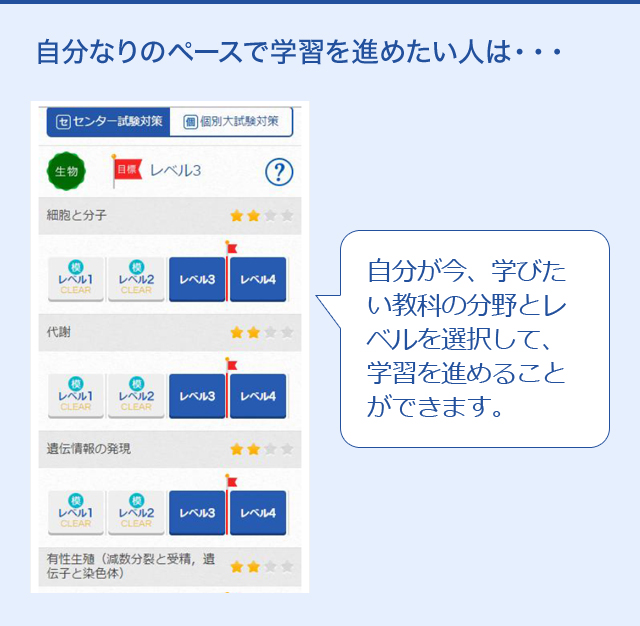 自分なりのペースで学習を進めたい人は・・・
セ センター試験対策 個 個別大試験対策
生物 目標 レベル3 ?
細胞と分子
模 模
レベル1 レベル2 レベル3 レベル4
CLEAR CLEAR
代謝
模 模
レベル1 レベル2 レベル3 レベル4
CLEAR CLEAR
遺伝情報の発現
模 模
レベル1 レベル2 レベル3 レベル4
CLEAR CLEAR
有性生殖（減数分裂と受精，遺
伝子と染色体）
自分が今、学びた
い教科の分野とレ
ベルを選択して、
学習を進めること
ができます。